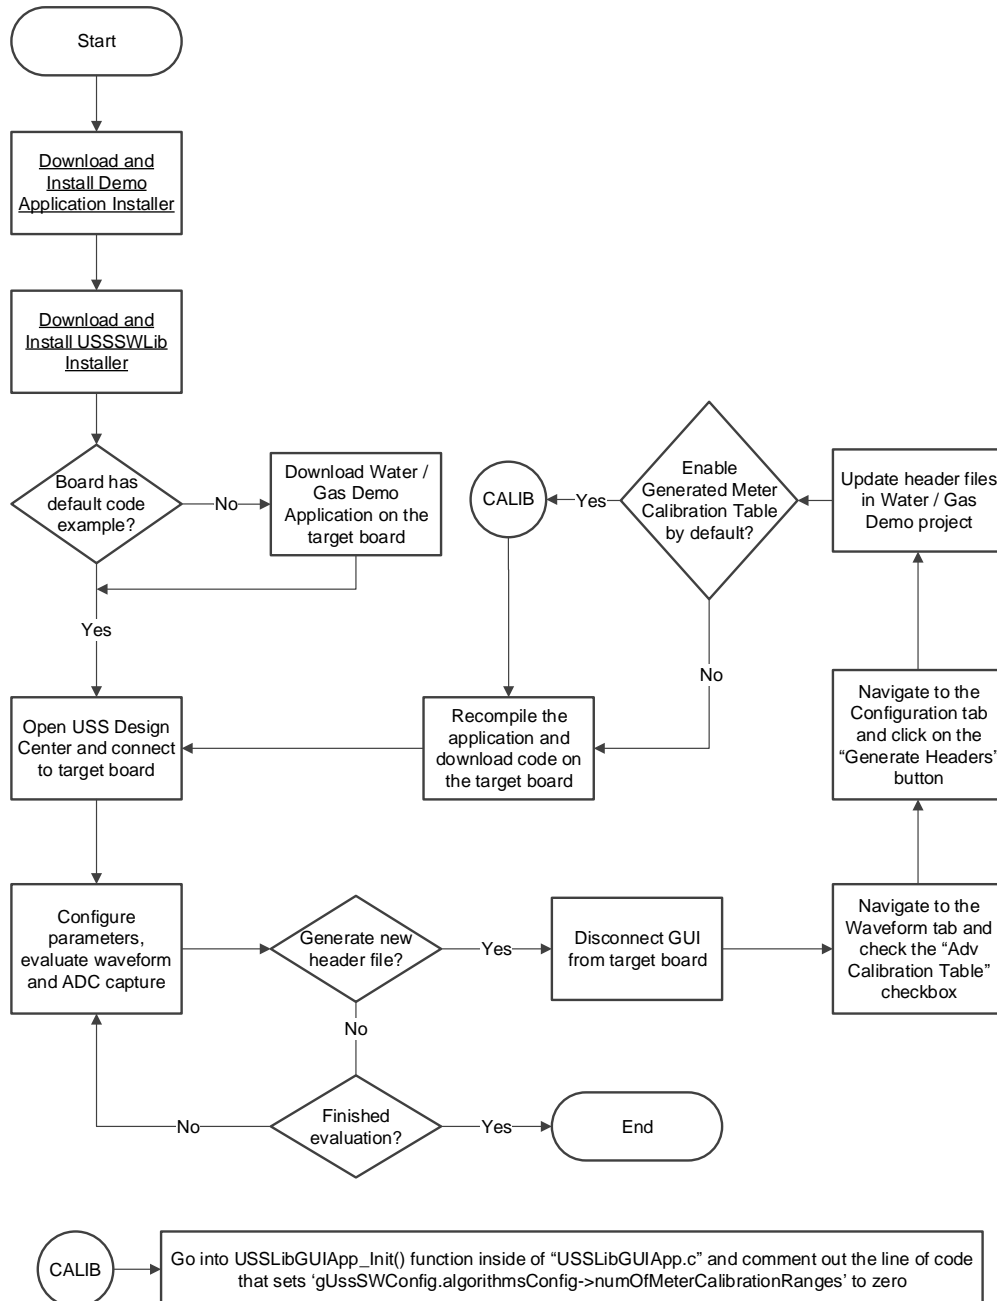 Start
Download and
Install Demo
Application Installer
Download and
Install USSSWLib
Installer
Board has
default code
example?
No
Download Water /
Gas Demo
Application on the
target board
Yes
CALIB
Yes
Enable
Generated Meter
Calibration Table
by default?
No
Update header files
in Water / Gas
Demo project
Open USS Design
Center and connect
to target board
Recompile the
application and
download code on
the target board
Navigate to the
Configuration tab
and click on the
“Generate Headers”
button
Configure
parameters,
evaluate waveform
and ADC capture
Generate new
header file?
Yes
No
Disconnect GUI
from target board
Navigate to the
Waveform tab and
check the “Adv
Calibration Table”
checkbox
No
Finished
evaluation?
Yes
End
CALIB
Go into USSLibGUIApp_Init() function inside of “USSLibGUIApp.c” and comment out the line of code
that sets ‘gUssSWConfig.algorithmsConfig->numOfMeterCalibrationRanges’ to zero